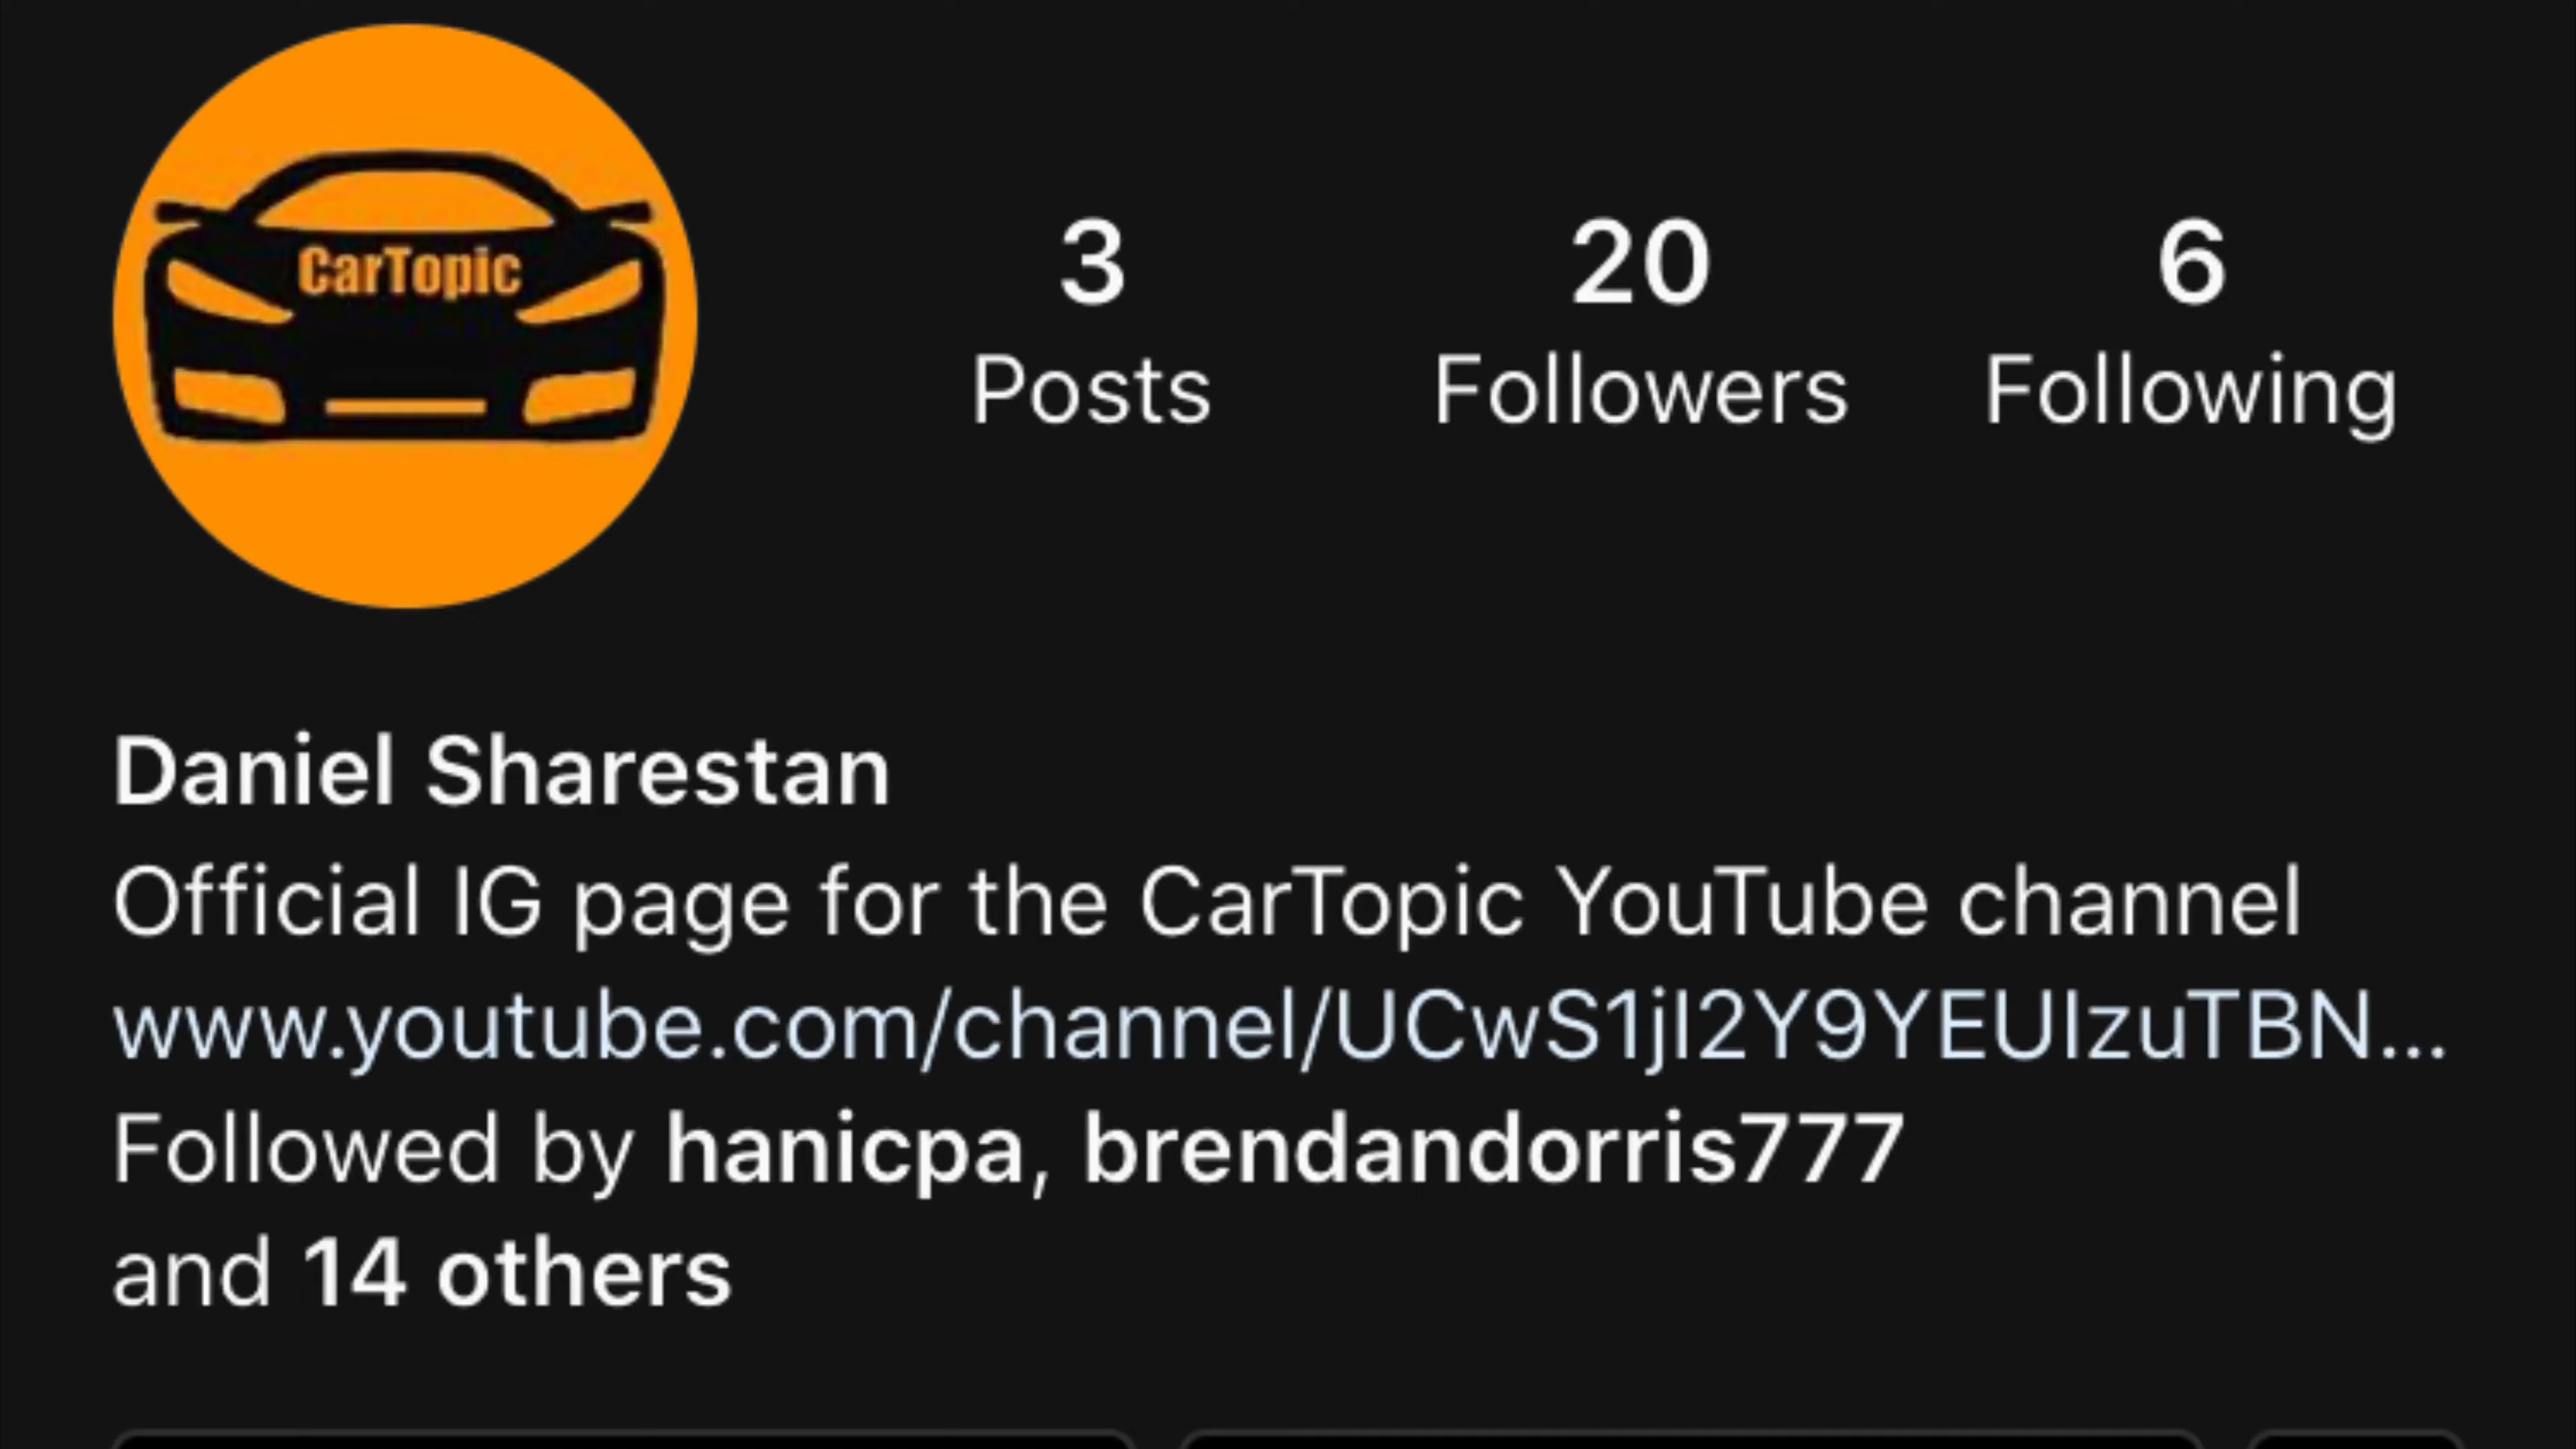 CarTopic
3 20 6
Posts Followers Following
Daniel Sharestan
Official IG page for the CarTopic YouTube channel
www.youtube.com/channel/UCwS1jI2Y9YEUIzuTBN...
Followed by hanicpa, brendandorris777
and 14 others